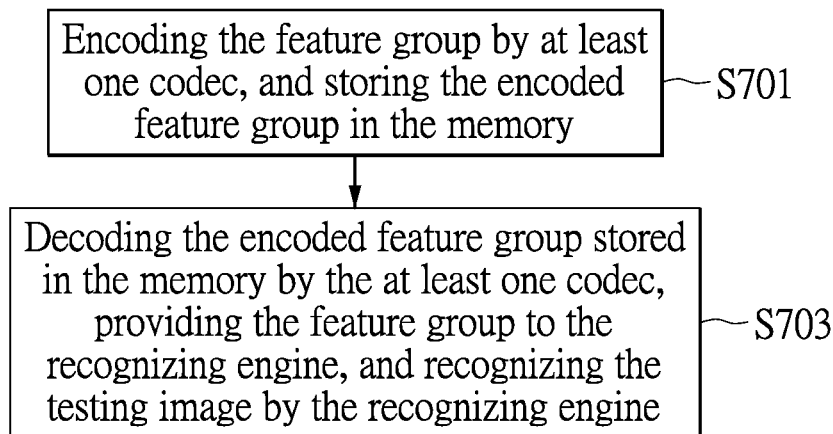 Encoding the feature group by at least
one codec, and storing the encoded
feature group in the memory
S701
Decoding the encoded feature group stored
in the memory by the at least one codec,
providing the feature group to the
recognizing engine, and recognizing the
testing image by the recognizing engine
S703